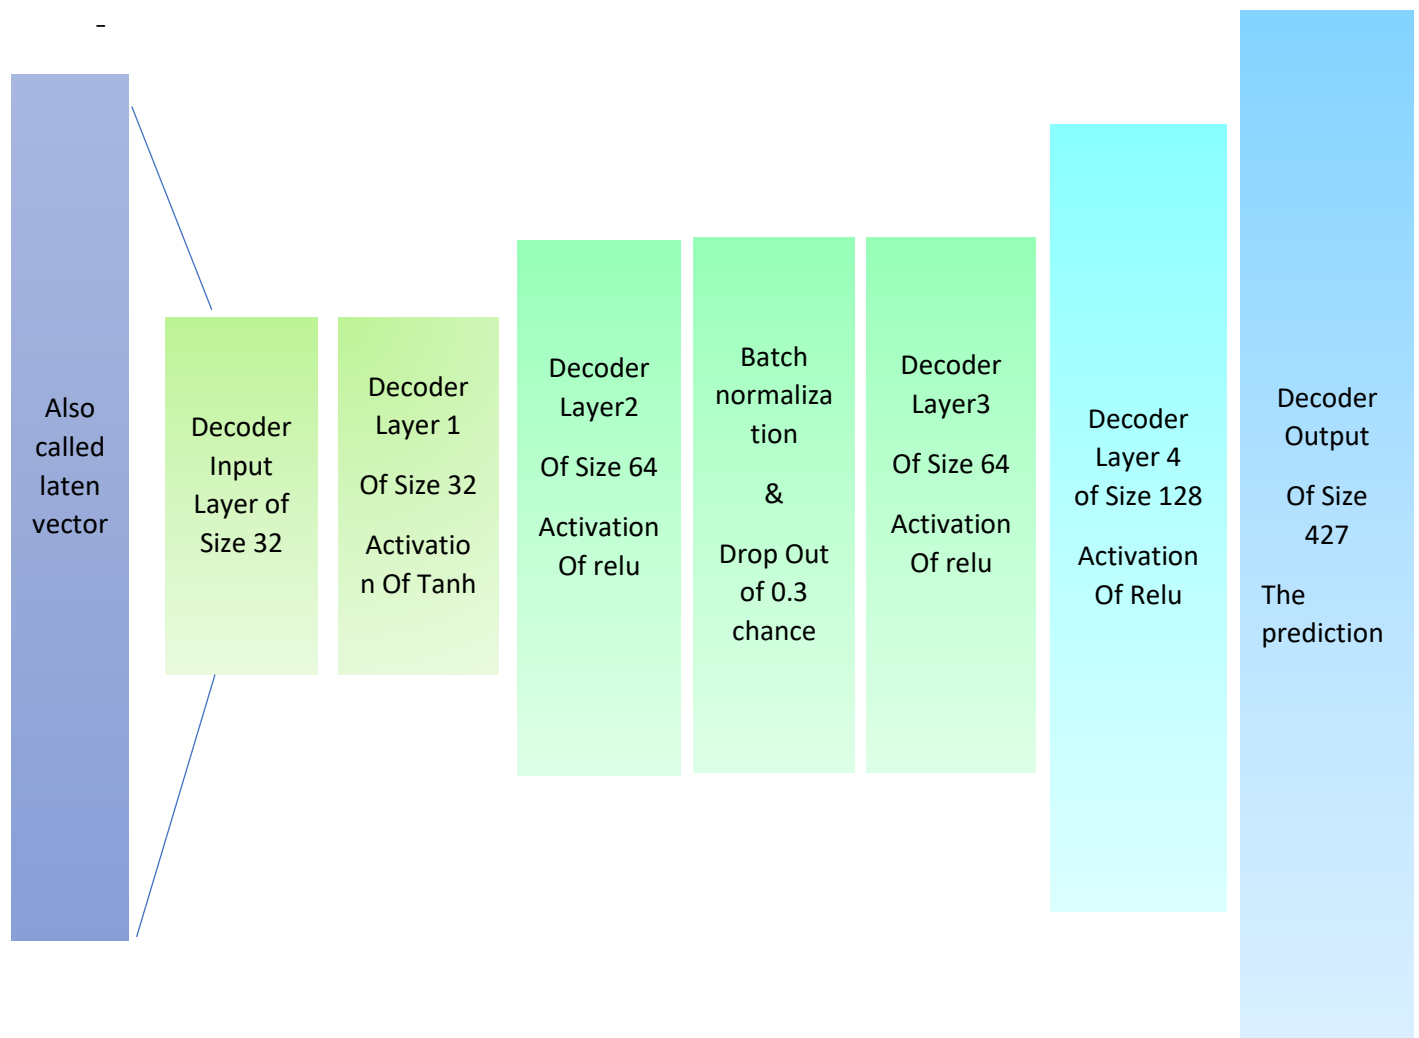 -
Also
called
laten
vector
Decoder
Input
Layer of
Size 32
Decoder
Layer 1
Of Size 32
Activatio
n Of Tanh
Decoder
Layer2
Of Size 64
Activation
Of relu
Batch
normaliza
tion
&
Drop Out
of 0.3
chance
Decoder
Layer3
Of Size 64
Activation
Of relu
Decoder
Layer 4
of Size 128
Activation
Of Relu
Decoder
Output
Of Size
427
The
prediction